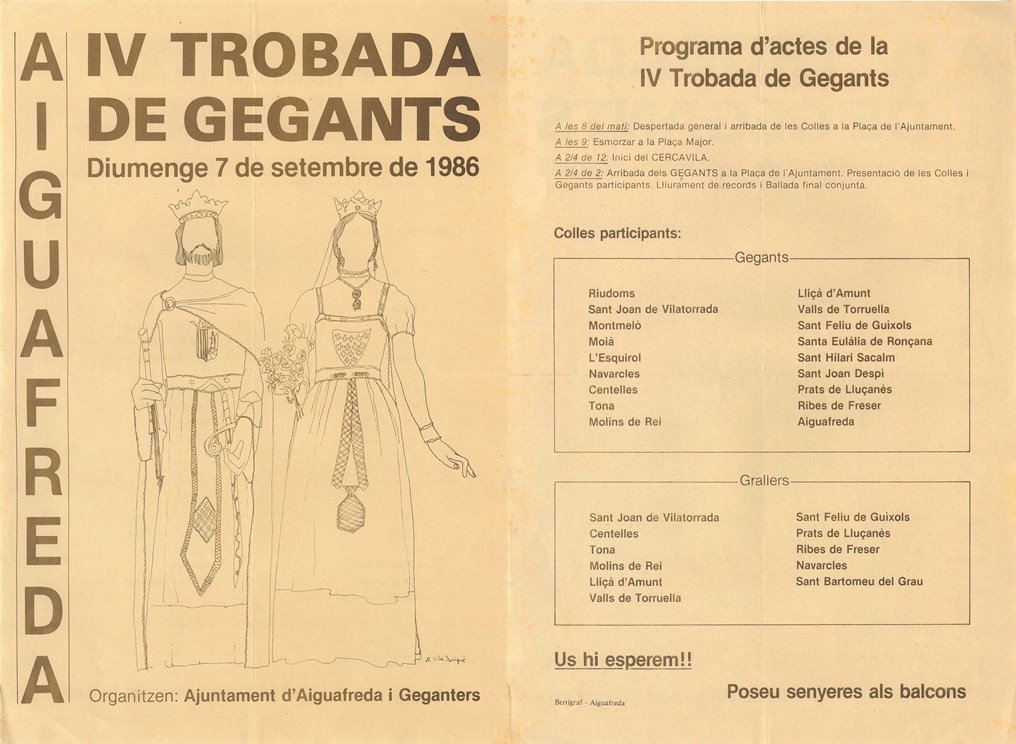 AIGUAFREDA
IV TROBADA
DE GEGANTS
Diumenge 7 de setembre de 1986
Organitzen: Ajuntament d'Aiguafreda i Geganters
Programa d'actes de la
IV Trobada de Gegants
A les 8 del matí: Despertada general i arribada de les Colles a la Plaça de l'Ajuntament.
A les 9: Esmorzar a la Plaça Major.
A 2/4 de 12: Inici del CERCAVILA.
A 2/4 de 2: Arribada dels GEGANTS a la Plaça de l'Ajuntament. Presentació de les Colles i
Gegants participants. Lliurament de records i Ballada final conjunta.
Colles participants:
Gegants
Riudoms
Sant Joan de Vilatorrada
Montmeló
Moià
L'Esquirol
Navarcles
Centelles
Tona
Molins de Rei
Lliçà d'Amunt
Valls de Torruella
Sant Feliu de Guixols
Santa Eulàlia de Ronçana
Sant Hilari Sacalm
Sant Joan Despi
Prats de Lluçanès
Ribes de Freser
Aiguafreda
Grallers
Sant Joan de Vilatorrada
Centelles
Tona
Molins de Rei
Lliçà d'Amunt
Valls de Torruella
Sant Feliu de Guixols
Prats de Lluçanès
Ribes de Freser
Navarcles
Sant Bartomeu del Grau
Us hi esperem!!
Poseu senyeres als balcons
Bertigraf - Aiguafreda